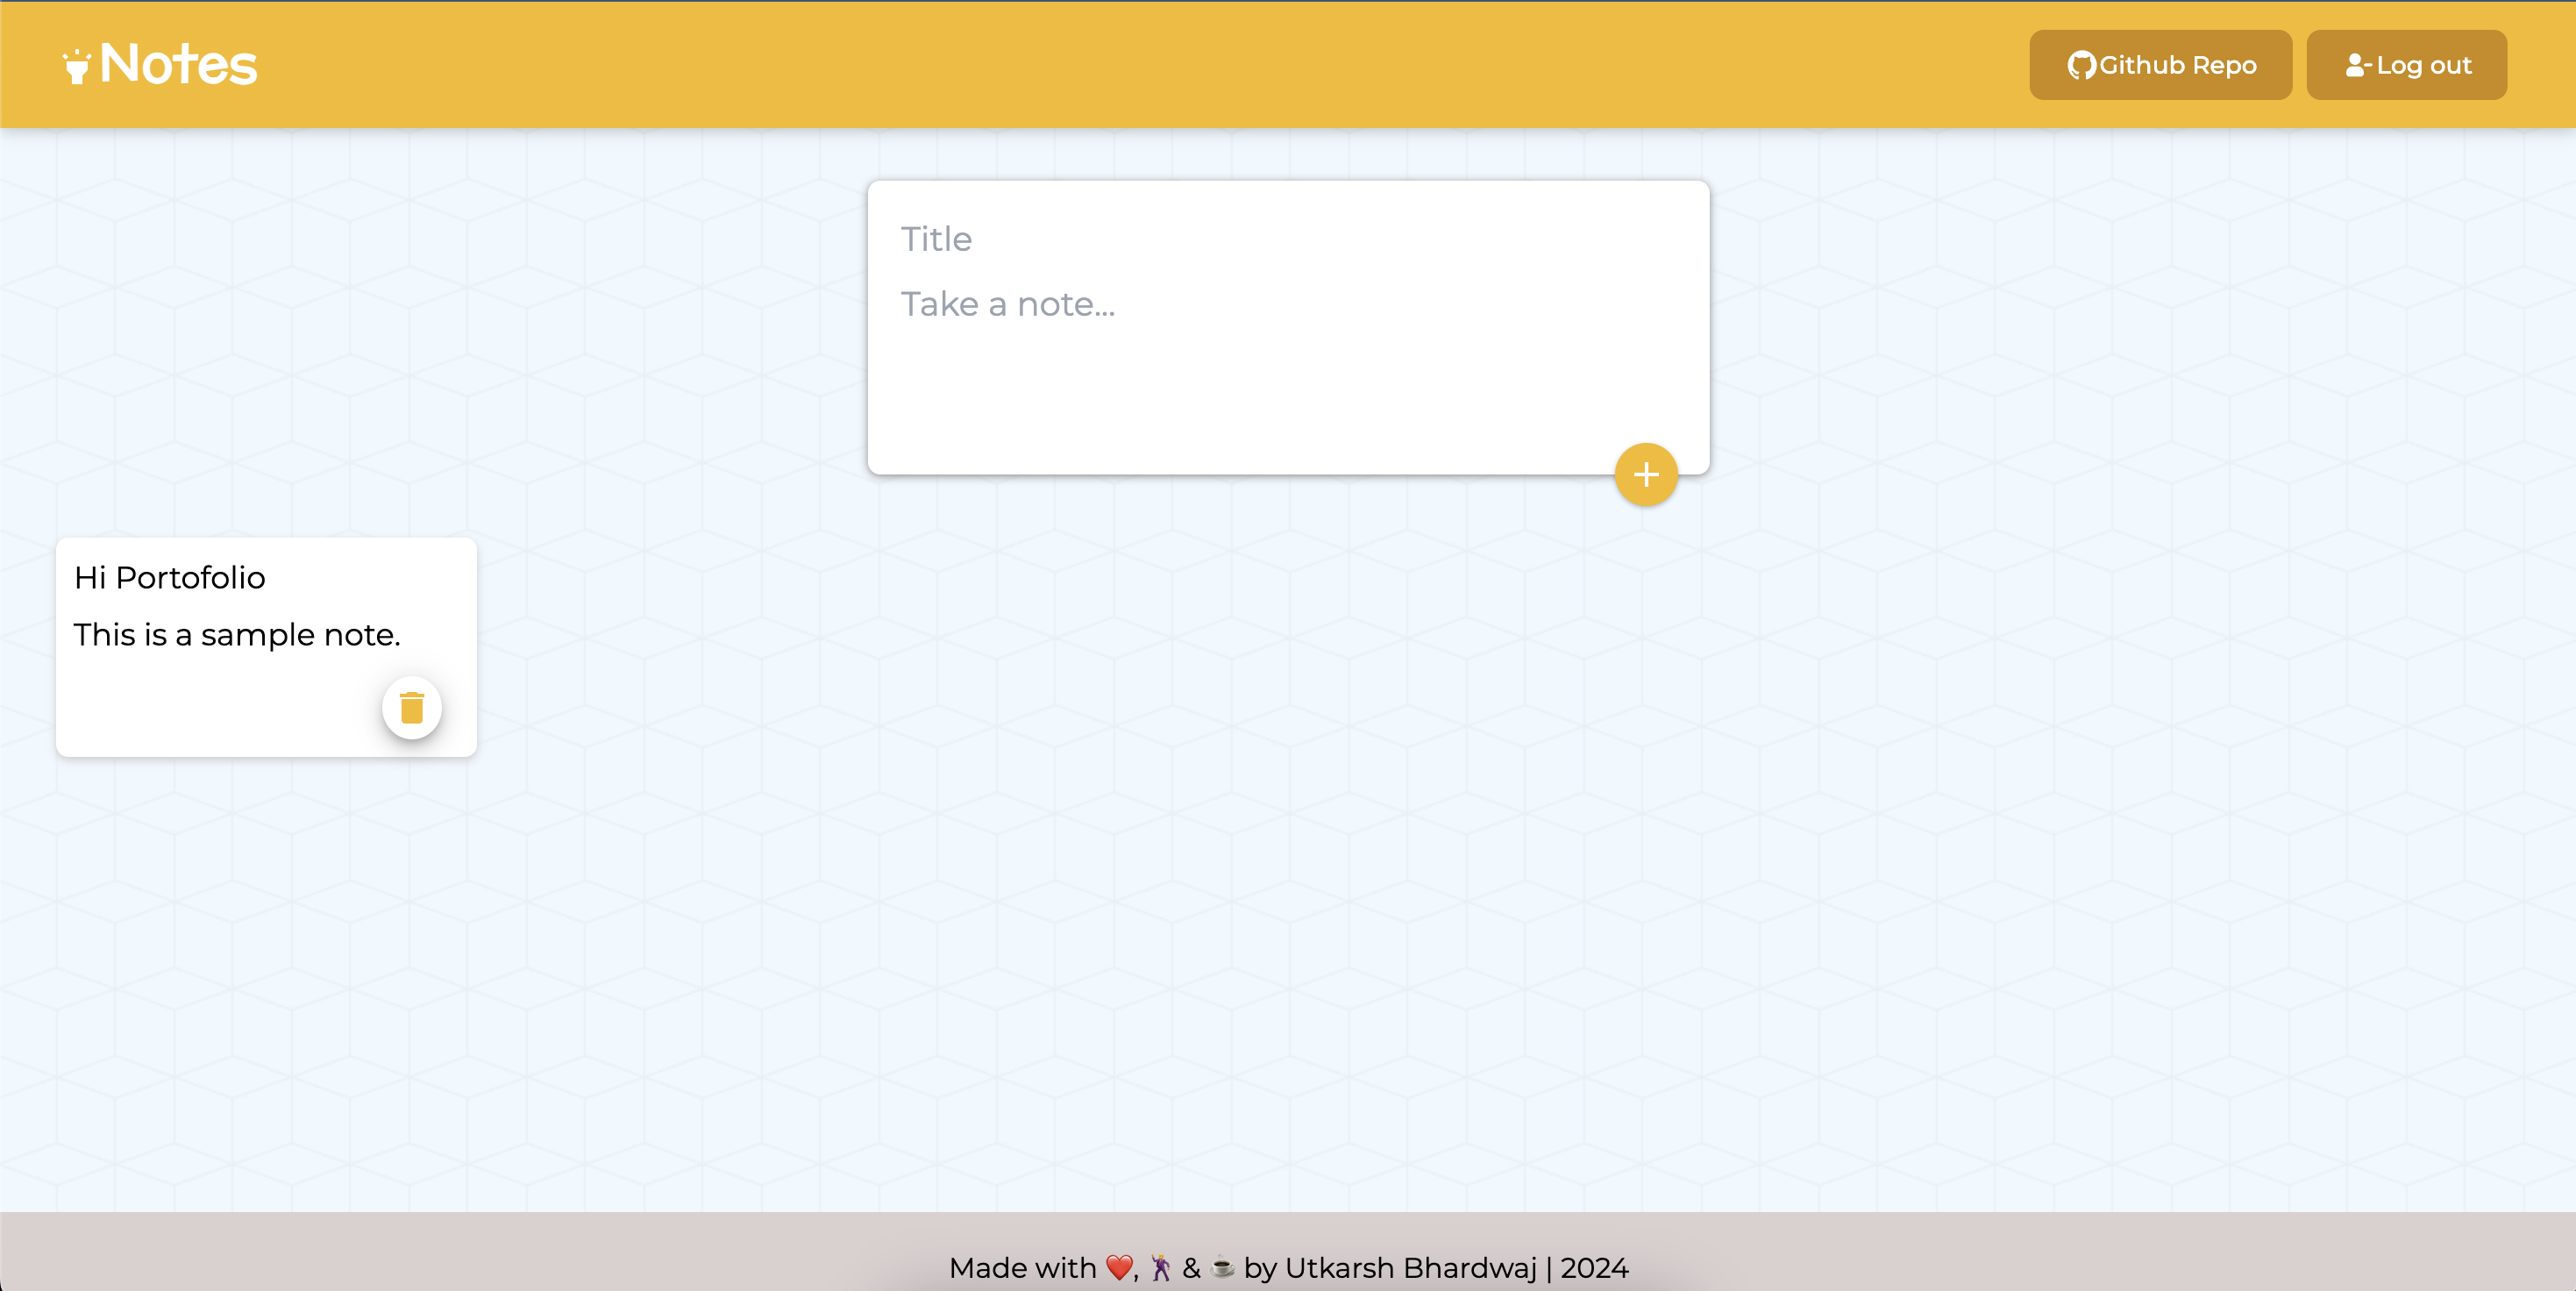 Notes
Github Repo
Log out
Title
Take a note...
Hi Portofolio
This is a sample note.
Made with ❤️, 🕺 & ☕ by Utkarsh Bhardwaj | 2024